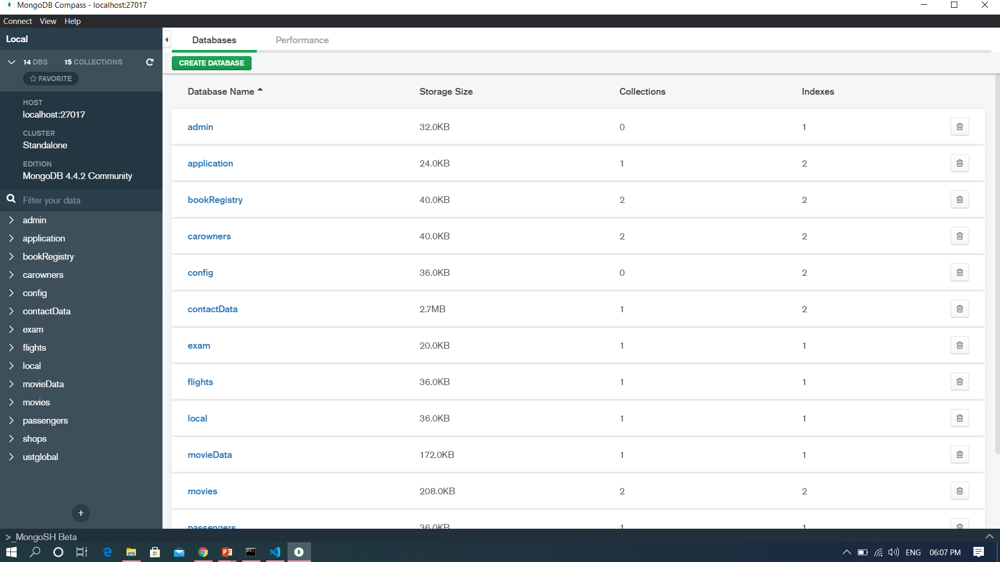 MongoDB Compass - localhost:27017
Connect View Help
Local
14 DBS 15 COLLECTIONS
FAVORITE
HOST
localhost:27017
CLUSTER
Standalone
EDITION
MongoDB 4.4.2 Community
Filter your data
admin
application
bookRegistry
carowners
config
contactData
exam
flights
local
movieData
movies
passengers
shops
ustglobal
+
Databases Performance
CREATE DATABASE
Database Name Storage Size Collections Indexes
admin 32.0KB 0 1
application 24.0KB 1 2
bookRegistry 40.0KB 2 2
carowners 40.0KB 2 2
config 36.0KB 0 2
contactData 2.7MB 1 2
exam 20.0KB 1 1
flights 36.0KB 1 1
local 36.0KB 1 1
movieData 172.0KB 1 1
movies 208.0KB 2 2
passengers 36.0KB 1 1
>_MongoSH Beta
ENG 06:07 PM